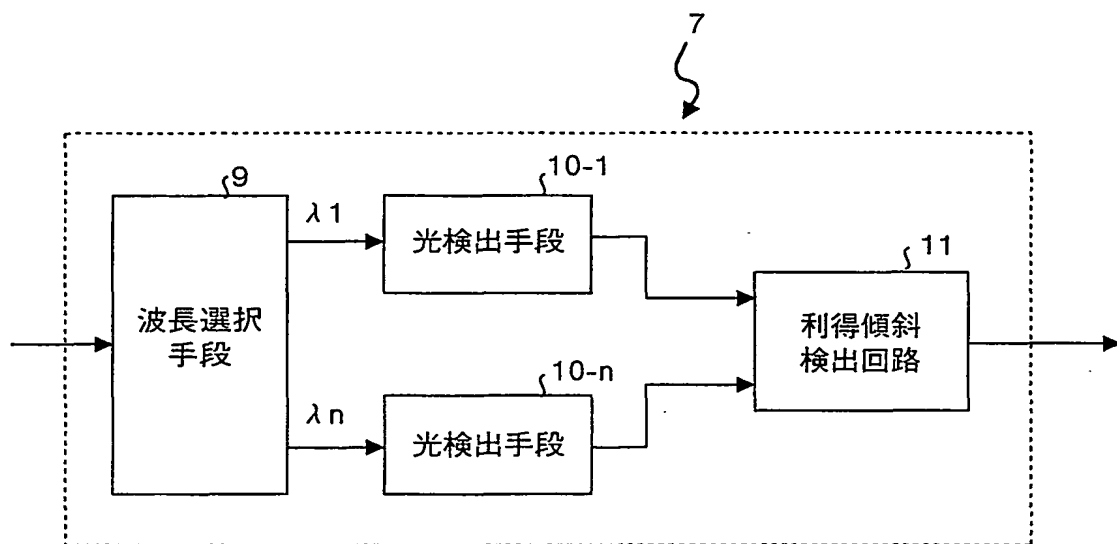 7
9
λ1
10-1
光検出手段
11
波長選択
手段
利得傾斜
検出回路
λn
10-n
光検出手段